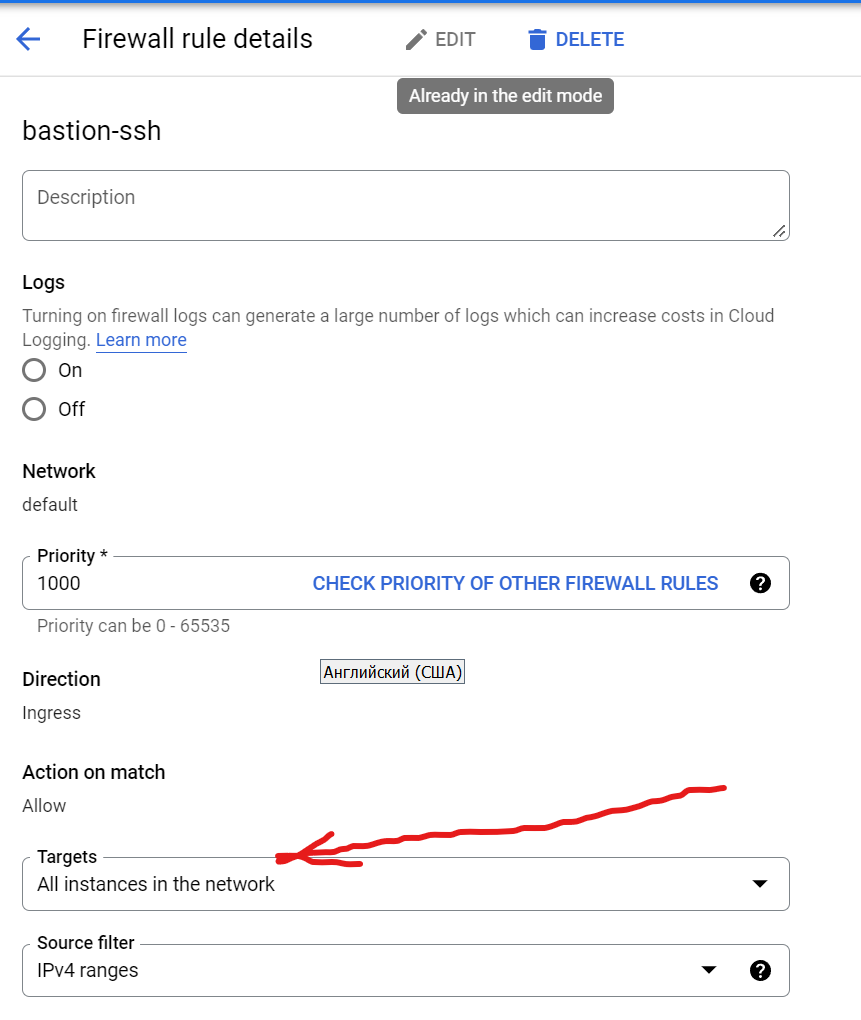 Firewall rule details
EDIT
DELETE
Already in the edit mode
bastion-ssh
Description
Logs
Turning on firewall logs can generate a large number of logs which can increase costs in Cloud
Logging. Learn more
On
Off
Network
default
Priority *
1000
CHECK PRIORITY OF OTHER FIREWALL RULES
?
Priority can be 0 - 65535
Английский (США)
Direction
Ingress
Action on match
Allow
Targets
All instances in the network
Source filter
IPv4 ranges
?